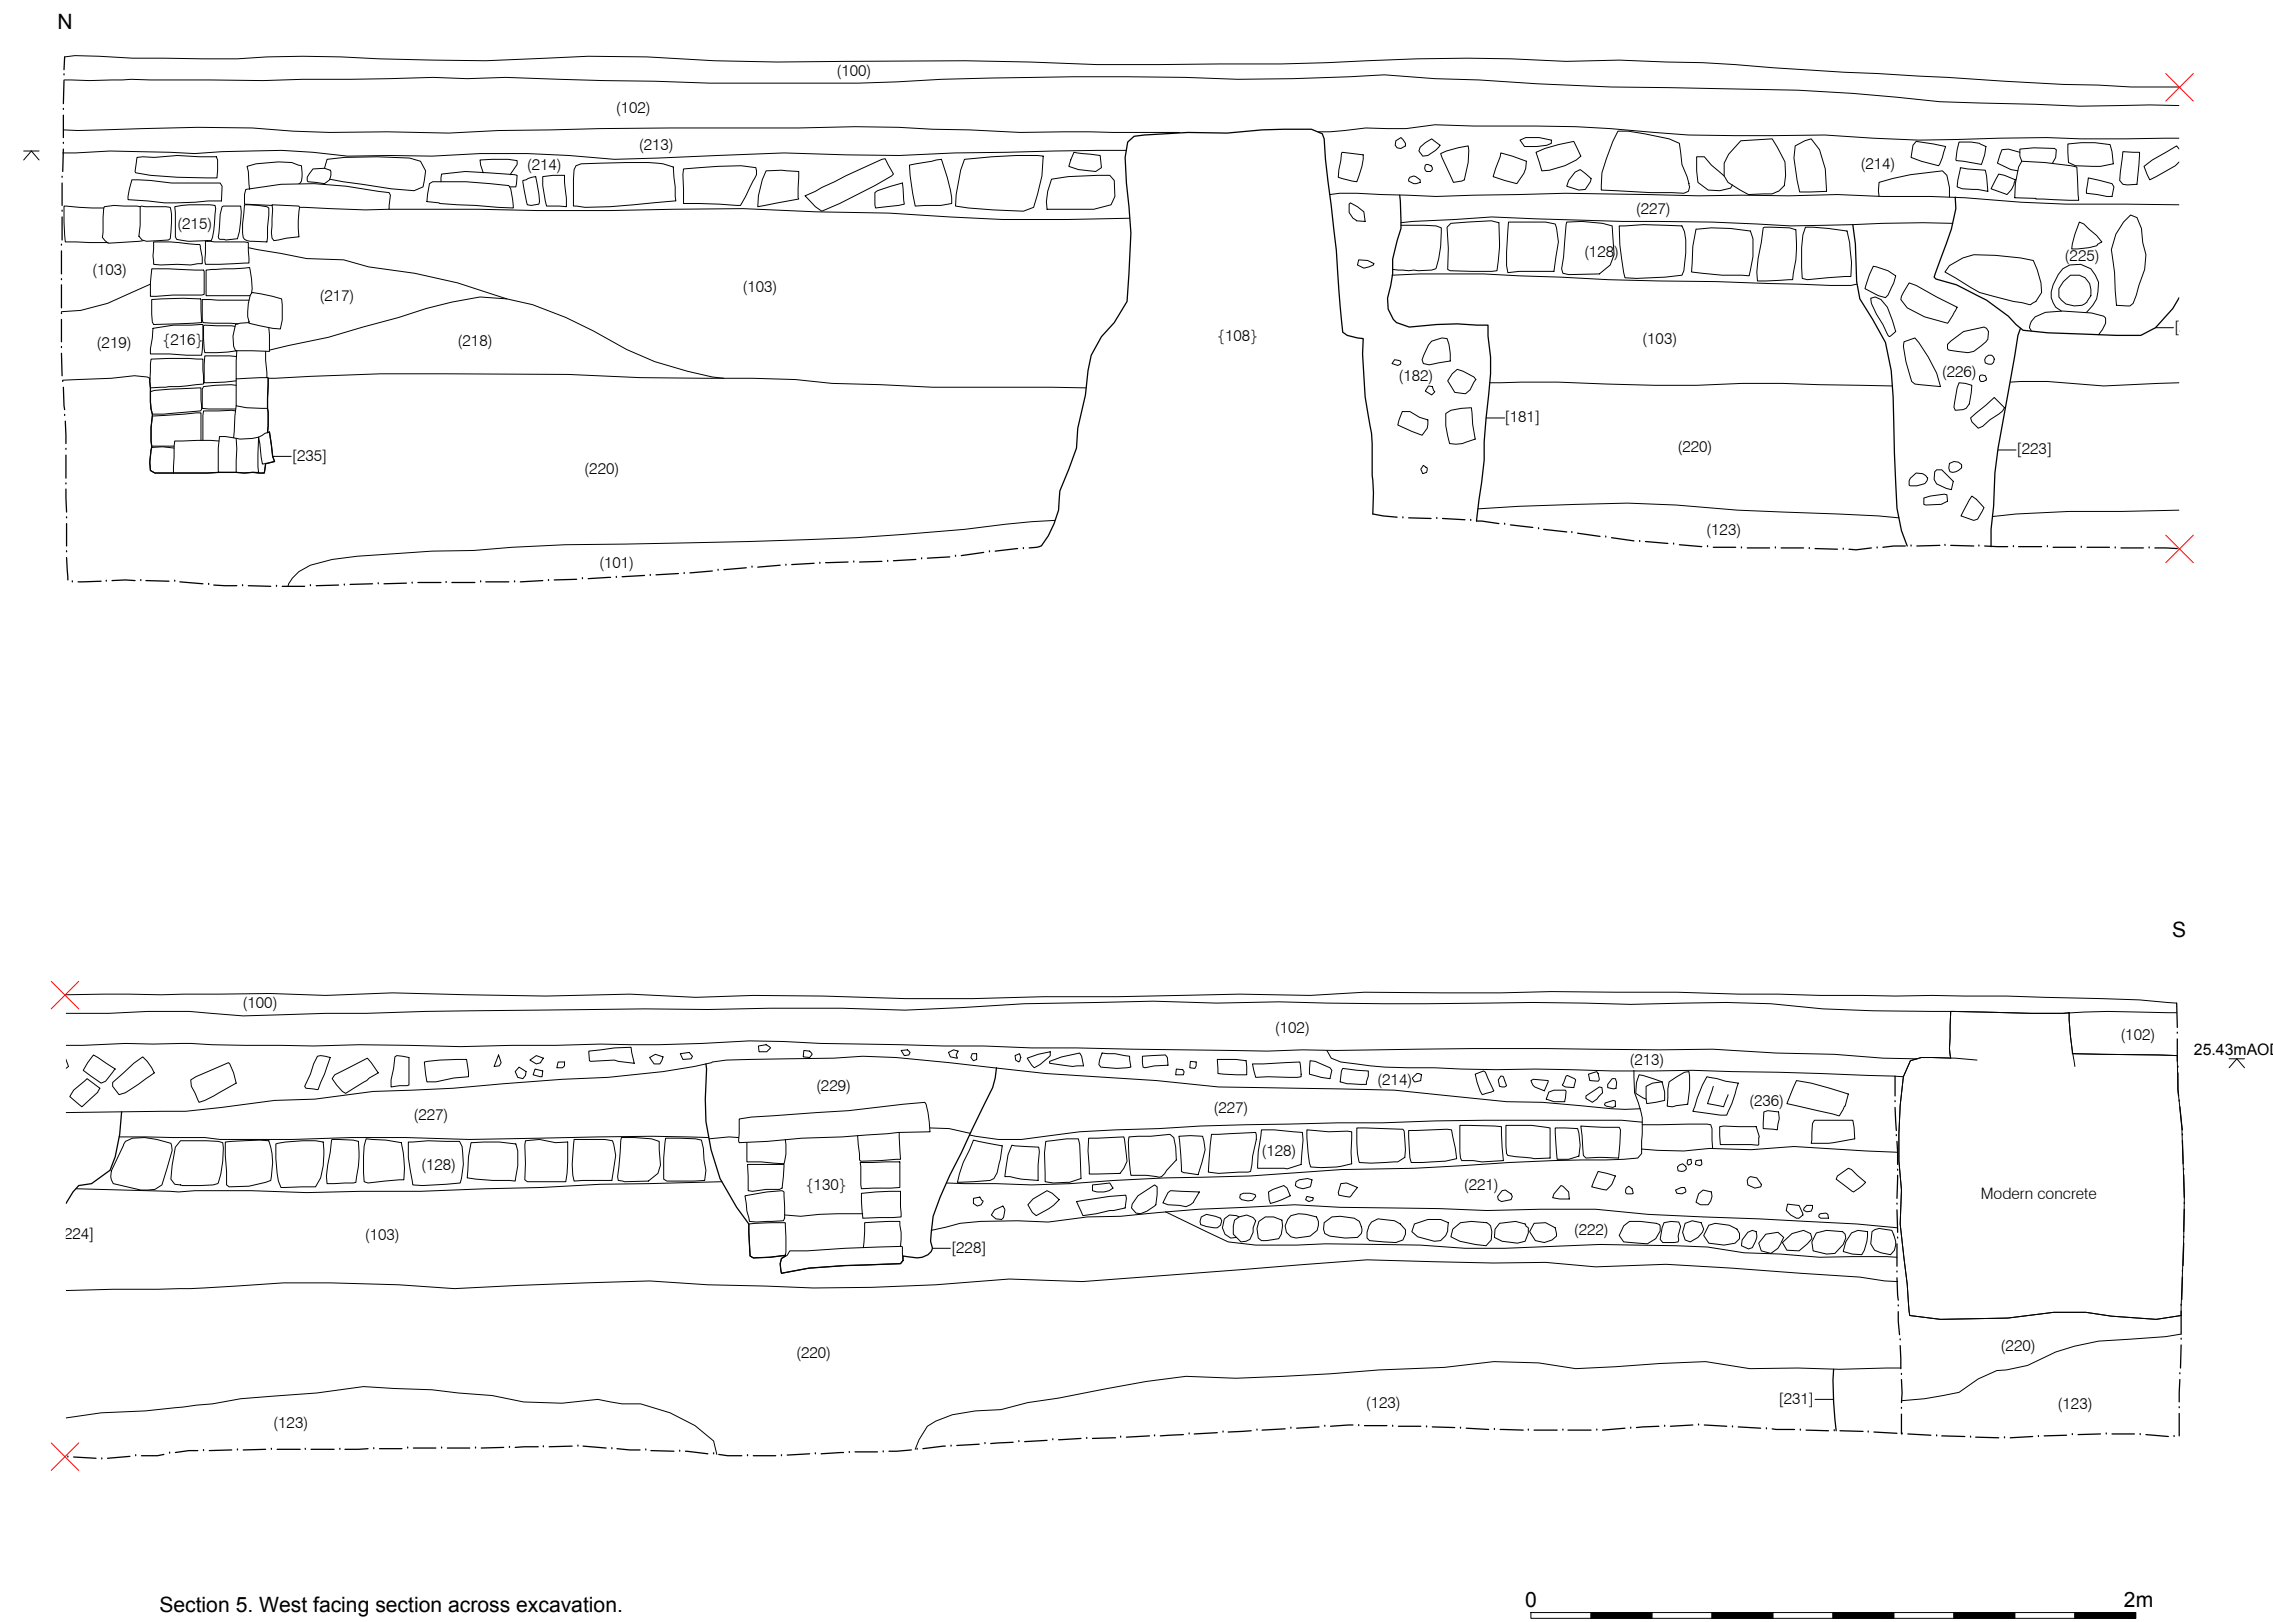 N
(100)
(102)
(213)
(214) (214)
(215) (227)
(128) (225)
(103) (217) (103)
(219) {216} (218) {108} (103) [
(182) (226)
[181]
[235] (220) (220) [223]
(101) (123)
S
(100)
(102) (102)
25.43mAO
(213)
(229) (214)
(227) (227) (236)
(128) (128)
{130} (221) Modern concrete
224] (103) [228] (222)
(220) (220)
(123) (123) [231] (123)
Section 5. West facing section across excavation.
0 2m